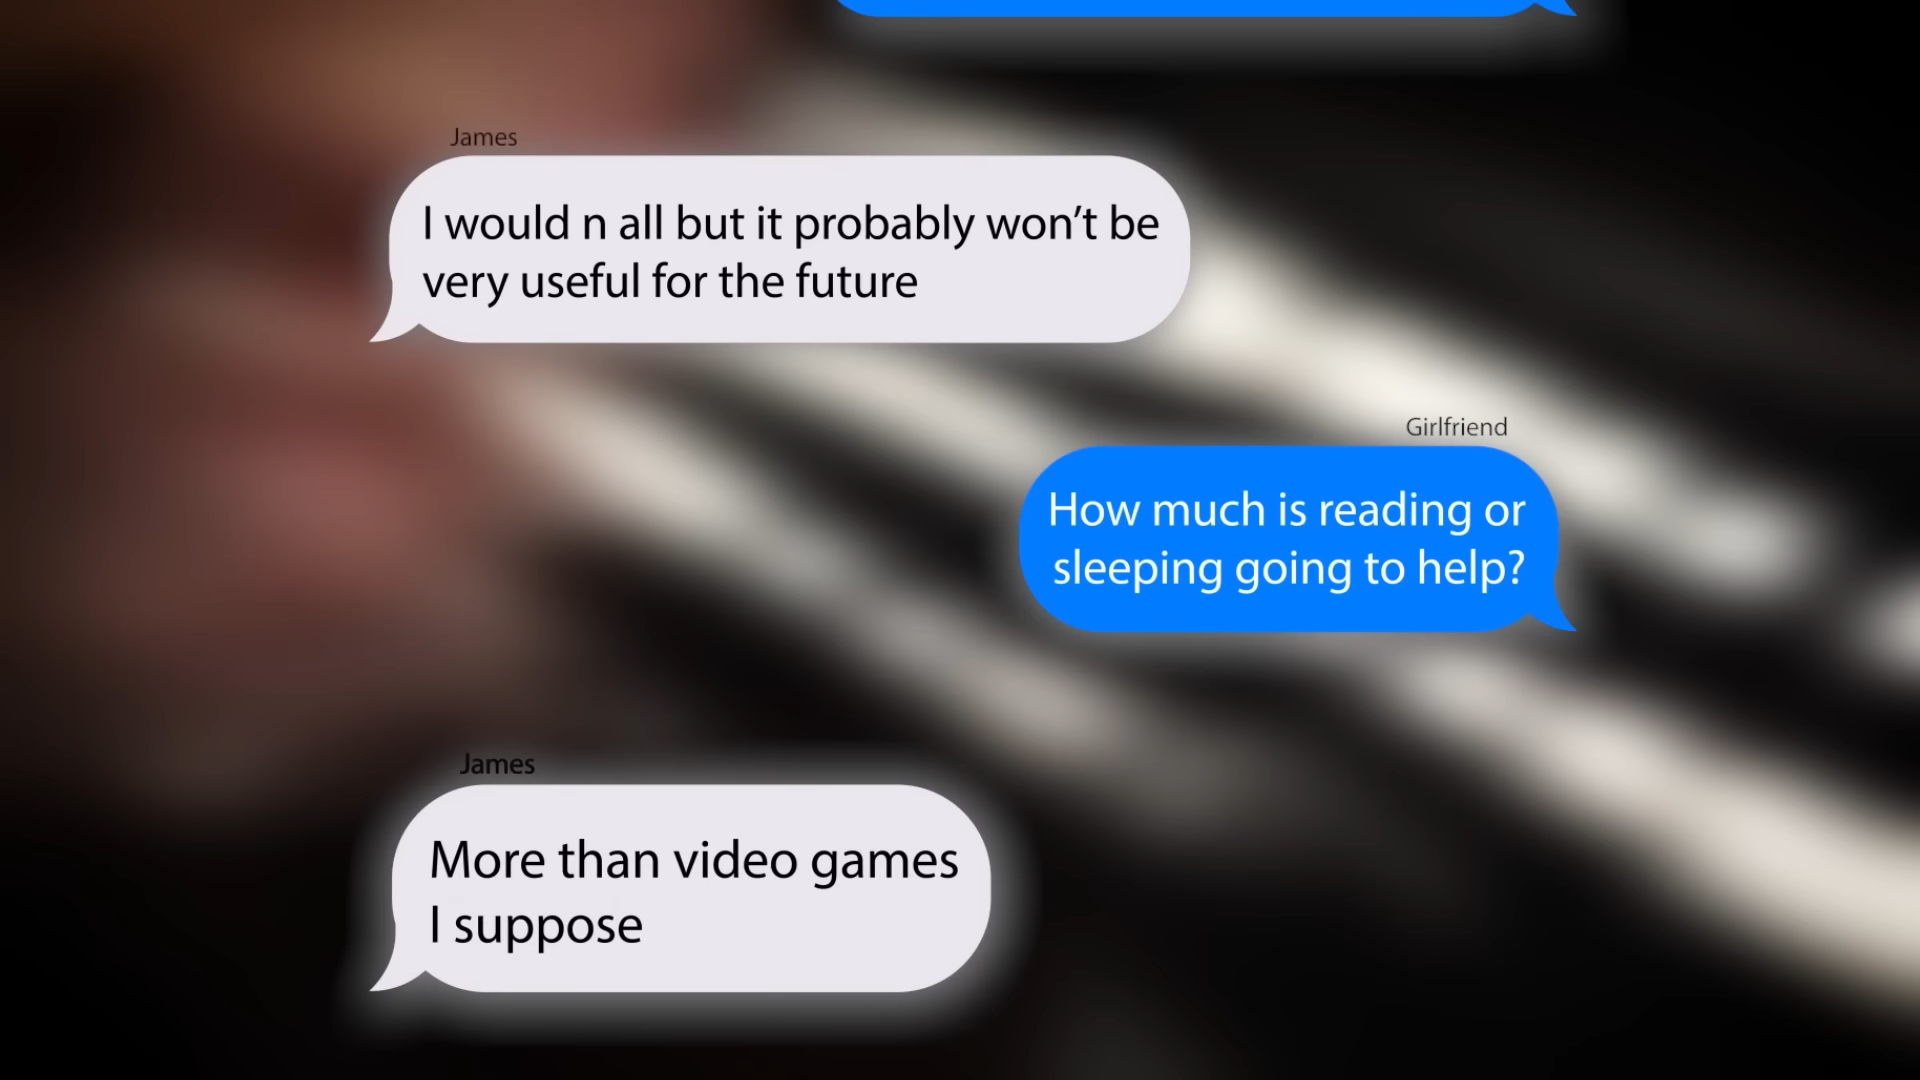 James
I would n all but it probably won't be
very useful for the future
Girlfriend
How much is reading or
sleeping going to help?
James
More than video games
I suppose